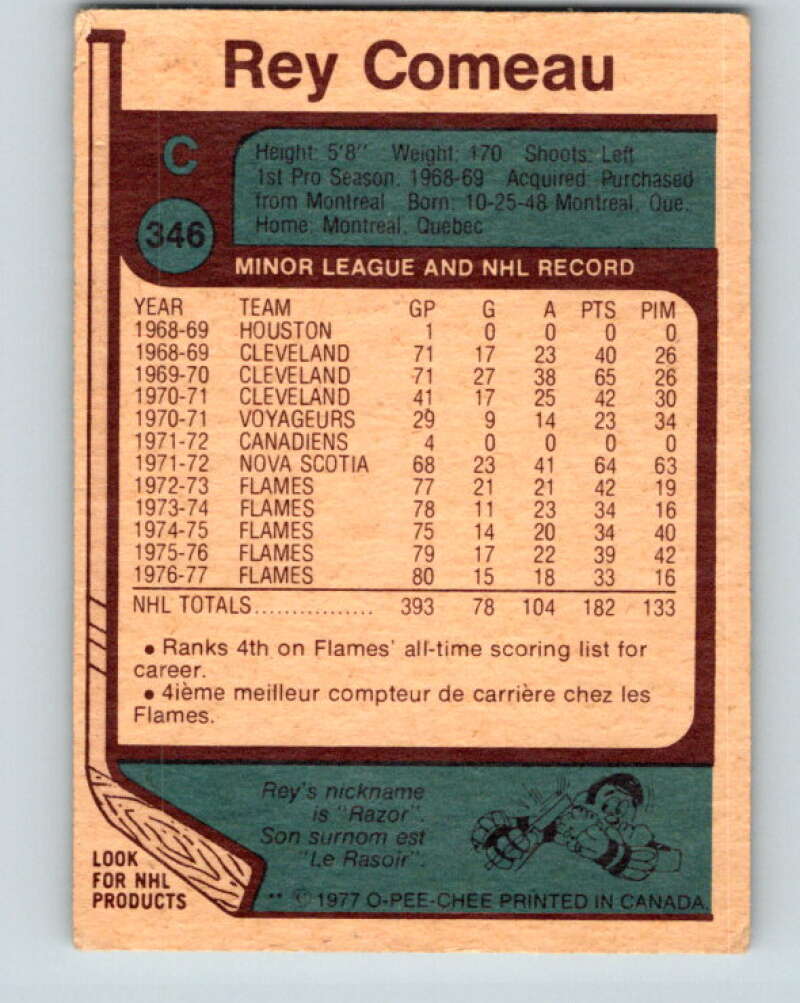 Rey Comeau
C
Height: 5'8" Weight: 170 Shoots: Left
1st Pro Season: 1968-69 Acquired: Purchased
from Montreal Born: 10-25-48 Montreal, Que.
Home: Montreal, Quebec
346
MINOR LEAGUE AND NHL RECORD
YEAR TEAM GP G A PTS PIM
1968-69 HOUSTON 1 0 0 0 0
1968-69 CLEVELAND 71 17 23 40 26
1969-70 CLEVELAND 71 27 38 65 26
1970-71 CLEVELAND 41 17 25 42 30
1970-71 VOYAGEURS 29 9 14 23 34
1971-72 CANADIENS 4 0 0 0 0
1971-72 NOVA SCOTIA 68 23 41 64 63
1972-73 FLAMES 77 21 21 42 19
1973-74 FLAMES 78 11 23 34 16
1974-75 FLAMES 75 14 20 34 40
1975-76 FLAMES 79 17 22 39 42
1976-77 FLAMES 80 15 18 33 16
NHL TOTALS................ 393 78 104 182 133
• Ranks 4th on Flames' all-time scoring list for
career.
• 4ième meilleur compteur de carrière chez les
Flames.
Rey's nickname
is "Razor".
Son surnom est
"Le Rasoir".
LOOK
FOR NHL
PRODUCTS
** © 1977 O-PEE-CHEE PRINTED IN CANADA.